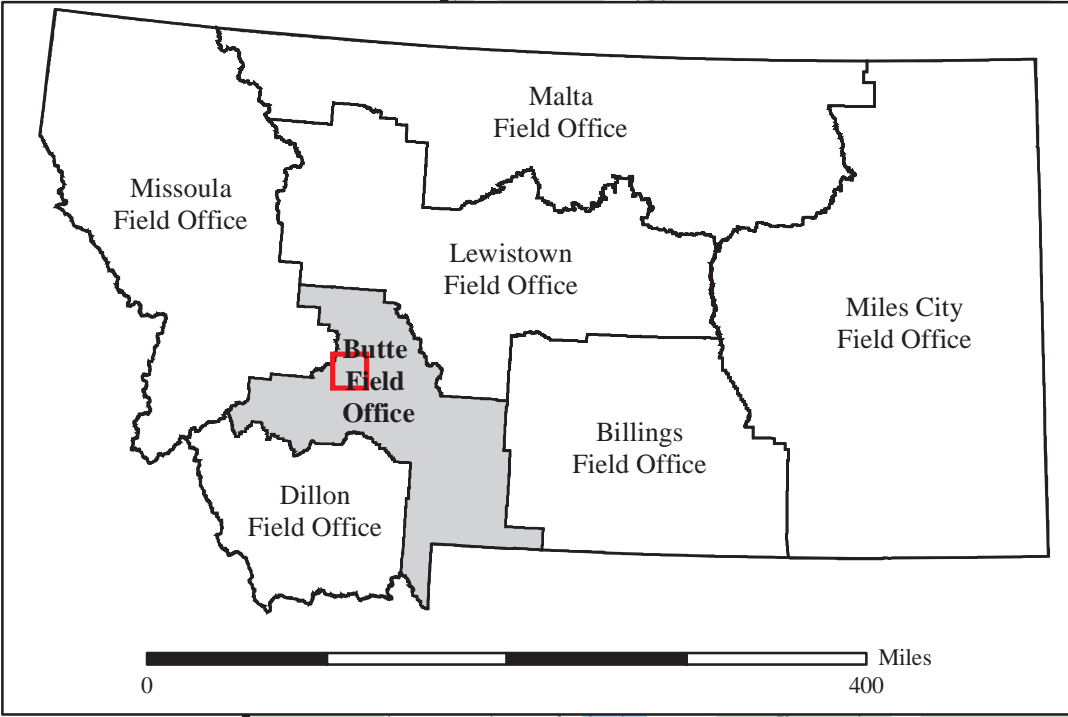 Malta
Field Office
Missoula
Field Office
Lewistown
Field Office
Miles City
Field Office
Butte
Field
Office
Billings
Field Office
Dillon
Field Office
Miles
0
400